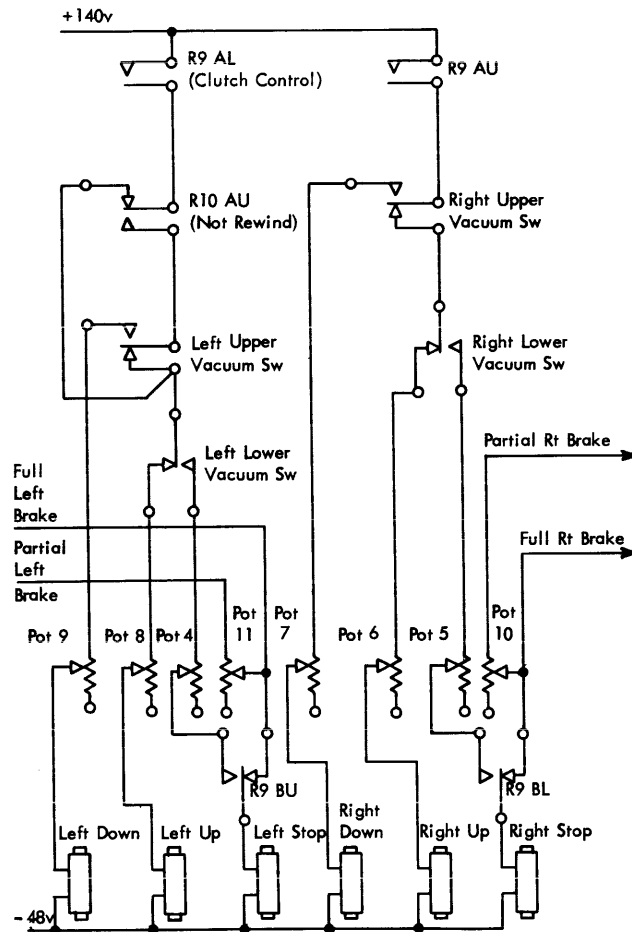 +140v
R9 AL
(Clutch Control)
R9 AU
R10 AU
(Not Rewind)
Right Upper
Vacuum Sw
Left Upper
Vacuum Sw
Right Lower
Vacuum Sw
Left Lower
Vacuum Sw
Partial Rt Brake
Full
Left
Brake
Full Rt Brake
Partial
Left
Brake
Pot 9
Pot 8
Pot 4
Pot
11
Pot
7
Pot 6
Pot 5
Pot
10
R9 BU
R9 BL
Left Down
Left Up
Left Stop
Right
Down
Right Up
Right Stop
-48v